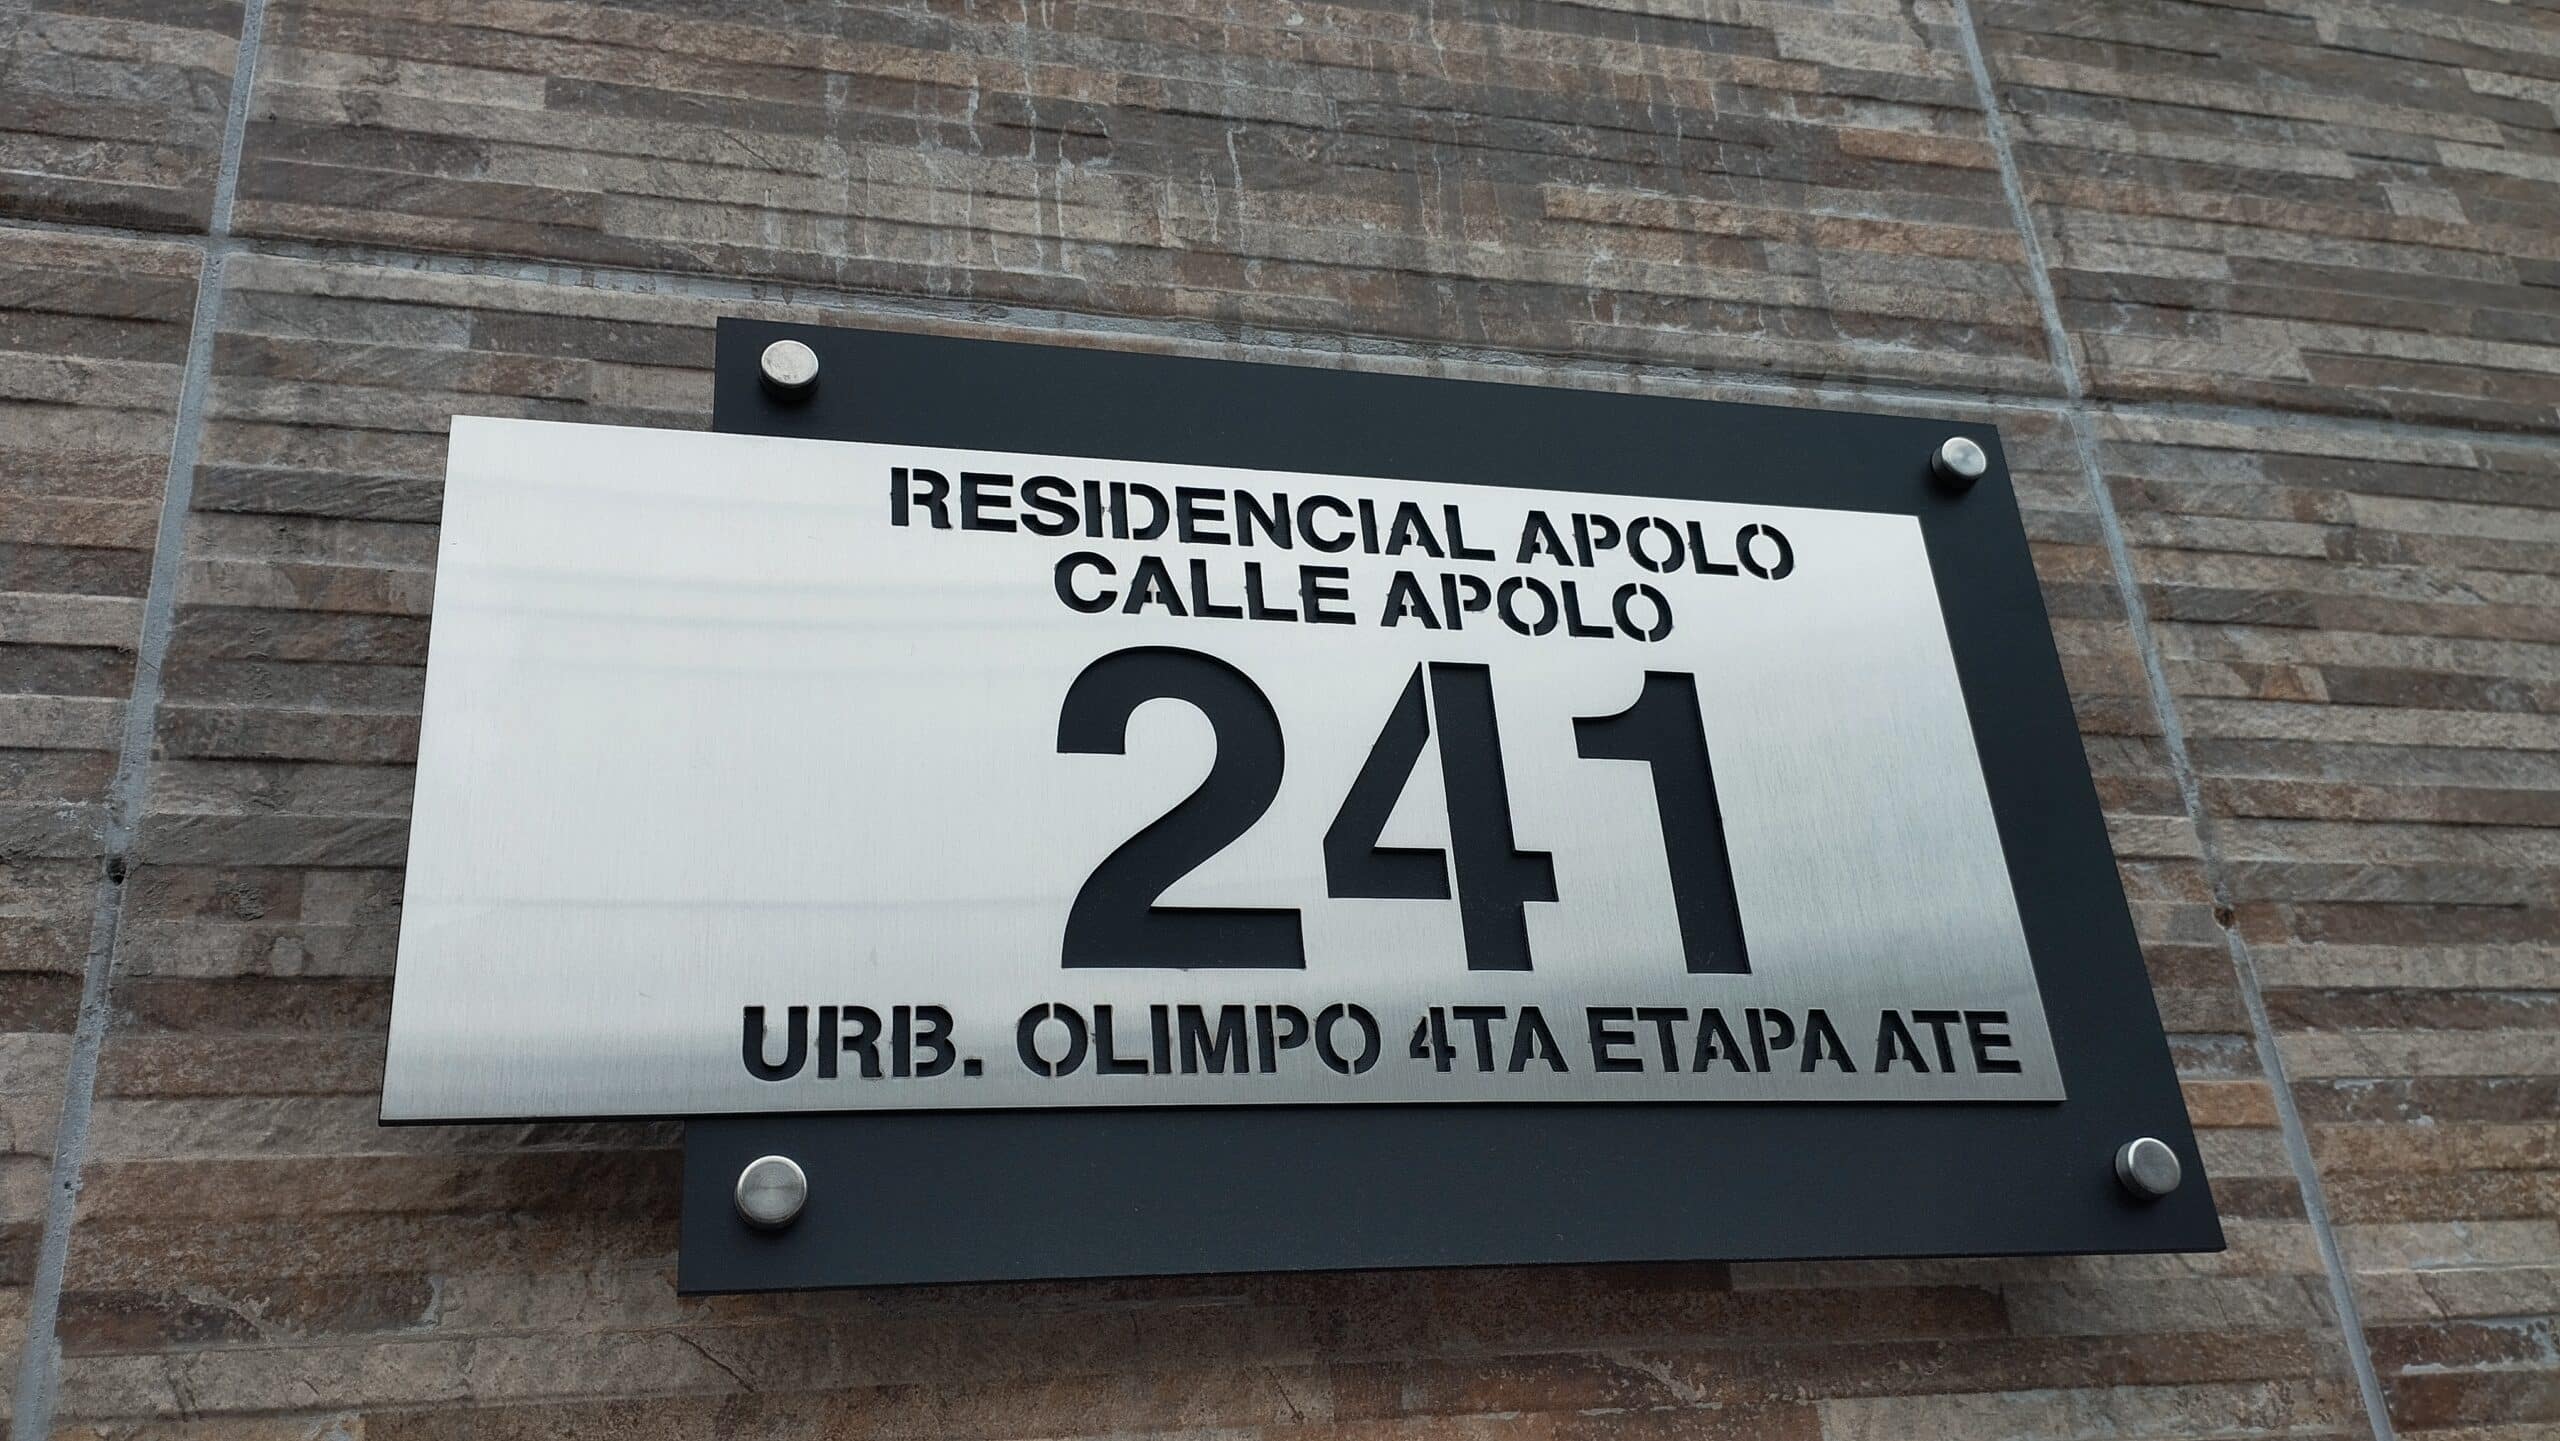 RESIDENCIAL APOLO
CALLE APOLO
241
URB. OLIMPO 4TA ETAPA ATE